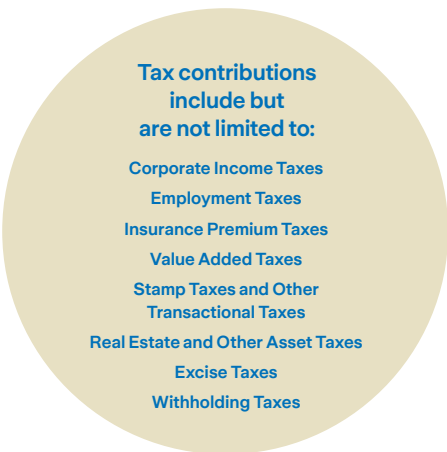 Tax contributions
include but
are not limited to:
Corporate Income Taxes
Employment Taxes
Insurance Premium Taxes
Value Added Taxes
Stamp Taxes and Other
Transactional Taxes
Real Estate and Other Asset Taxes
Excise Taxes
Withholding Taxes